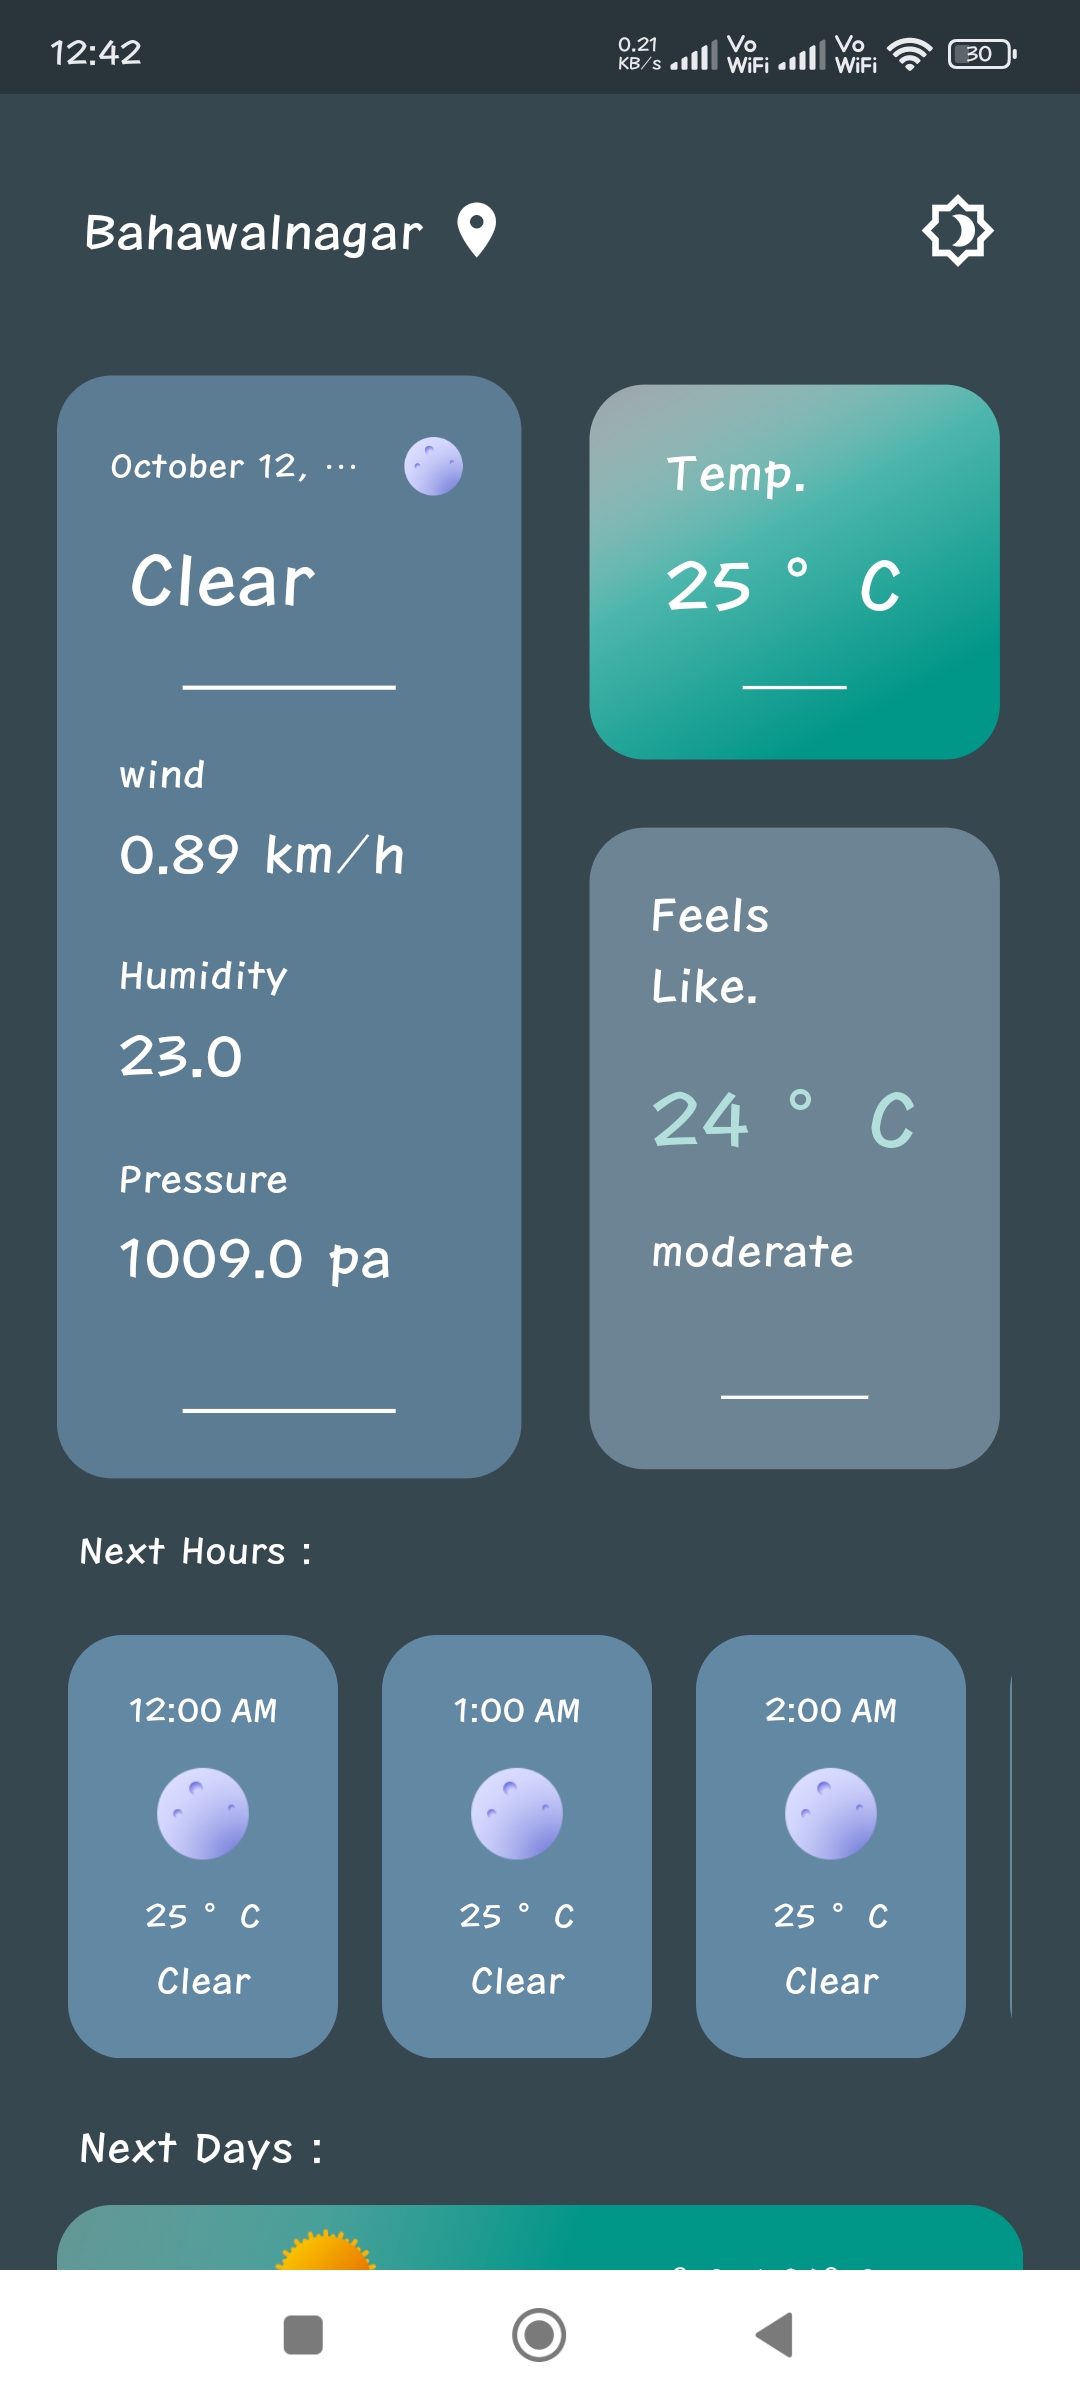 12:42
0.21
KB/s
Vo
WiFi
Vo
WiFi
30
Bahawalnagar
October 12, ...
Clear
wind
0.89 km/h
Humidity
23.0
Pressure
1009.0 pa
Temp.
25 ° C
Feels
Like.
24 ° C
moderate
Next Hours :
12:00 AM
25 ° C
Clear
1:00 AM
25 ° C
Clear
2:00 AM
25 ° C
Clear
Next Days :